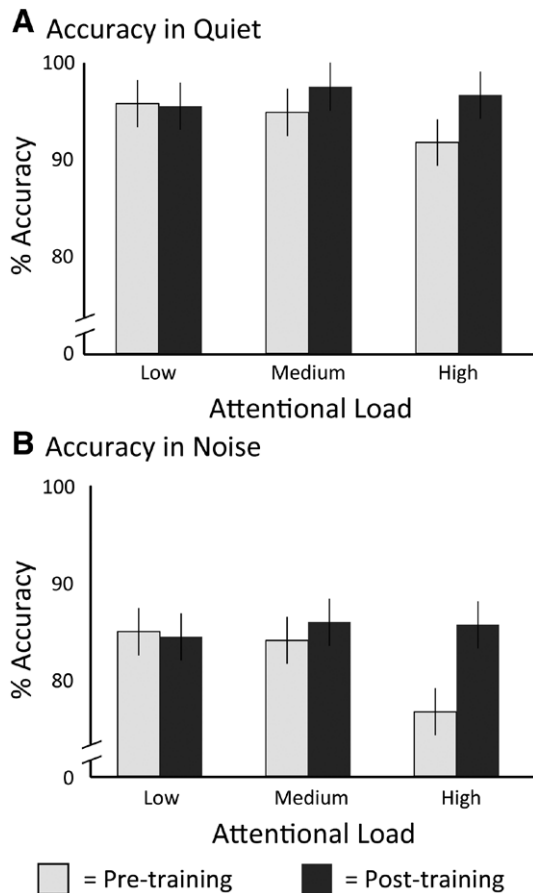 A Accuracy in Quiet
100
90
80
0
% Accuracy
Low Medium High
Attentional Load
B Accuracy in Noise
100
90
80
0
% Accuracy
Low Medium High
Attentional Load
= Pre-training = Post-training